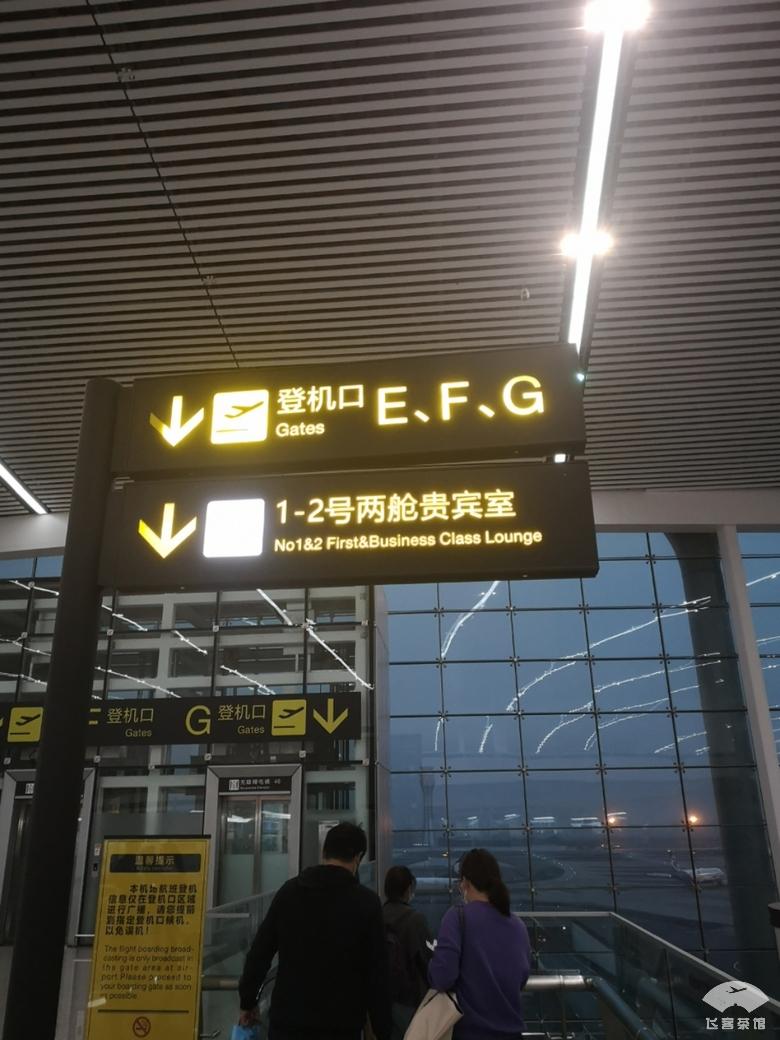 登机口 E、F、G
Gates
1-2号两舱贵宾室
No1&2 First&Business Class Lounge
F 登机口
Gates
G 登机口
Gates
无障碍电梯
温馨提示
本机场航班登机
信息仅在登机口区域
进行广播，请您提前
到指定登机口候机，
以免误机！
The flight boarding broad-
casting is only broadcast in
the gate area at air-
port.Please proceed to
your boarding gate as soon
as possible.
飞客茶馆